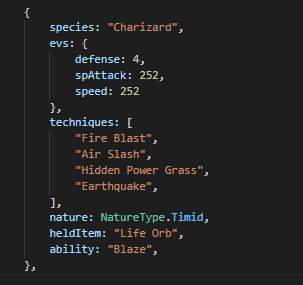 {
species: "Charizard",
evs: {
defense: 4,
spAttack: 252,
speed: 252
},
techniques: [
"Fire Blast",
"Air Slash",
"Hidden Power Grass",
"Earthquake",
],
nature: NatureType.Timid,
heldItem: "Life Orb",
ability: "Blaze",
},